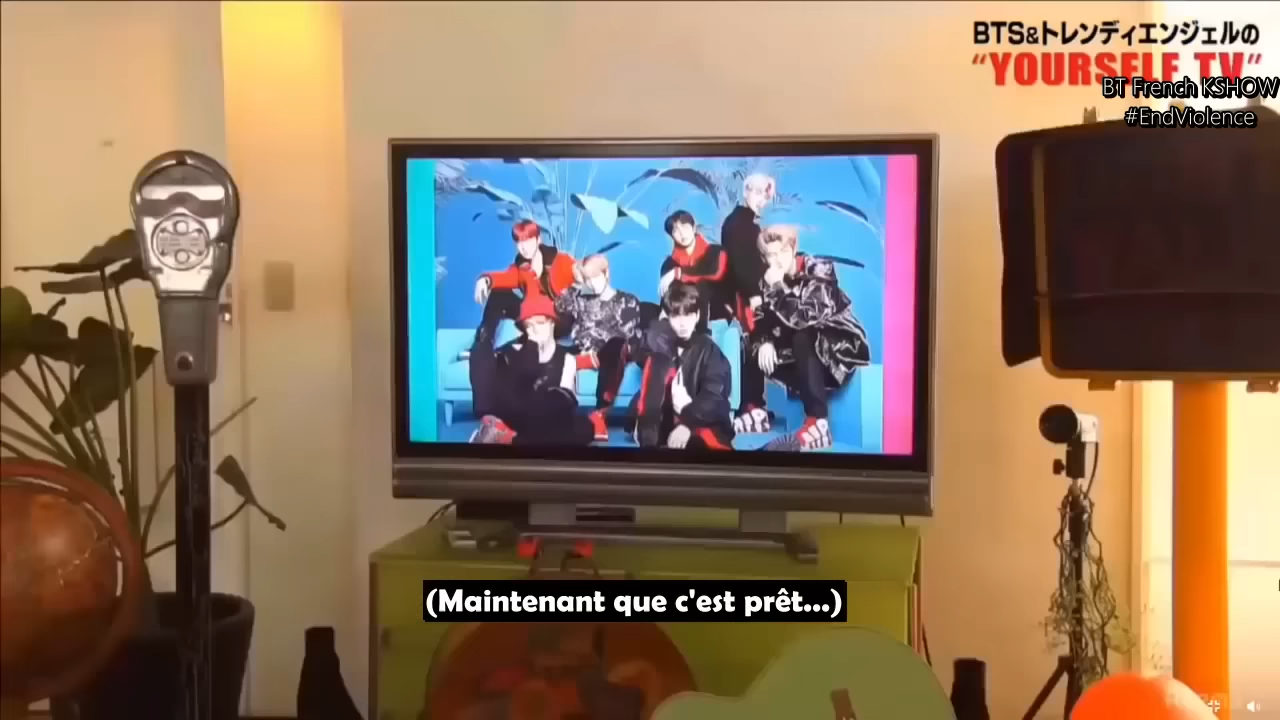 BTS&トレンディエンジェルの
“YOURSELF TV”
BT French KSHOW
#EndViolence
(Maintenant que c'est prêt...)